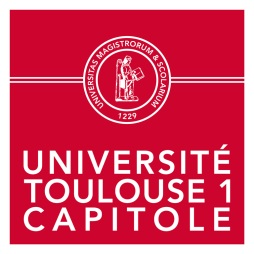 UNIVERSITAS MAGISTRORUM & SCOLARIUM
1229
UNIVERSITÉ
TOULOUSE 1
CAPITOLE